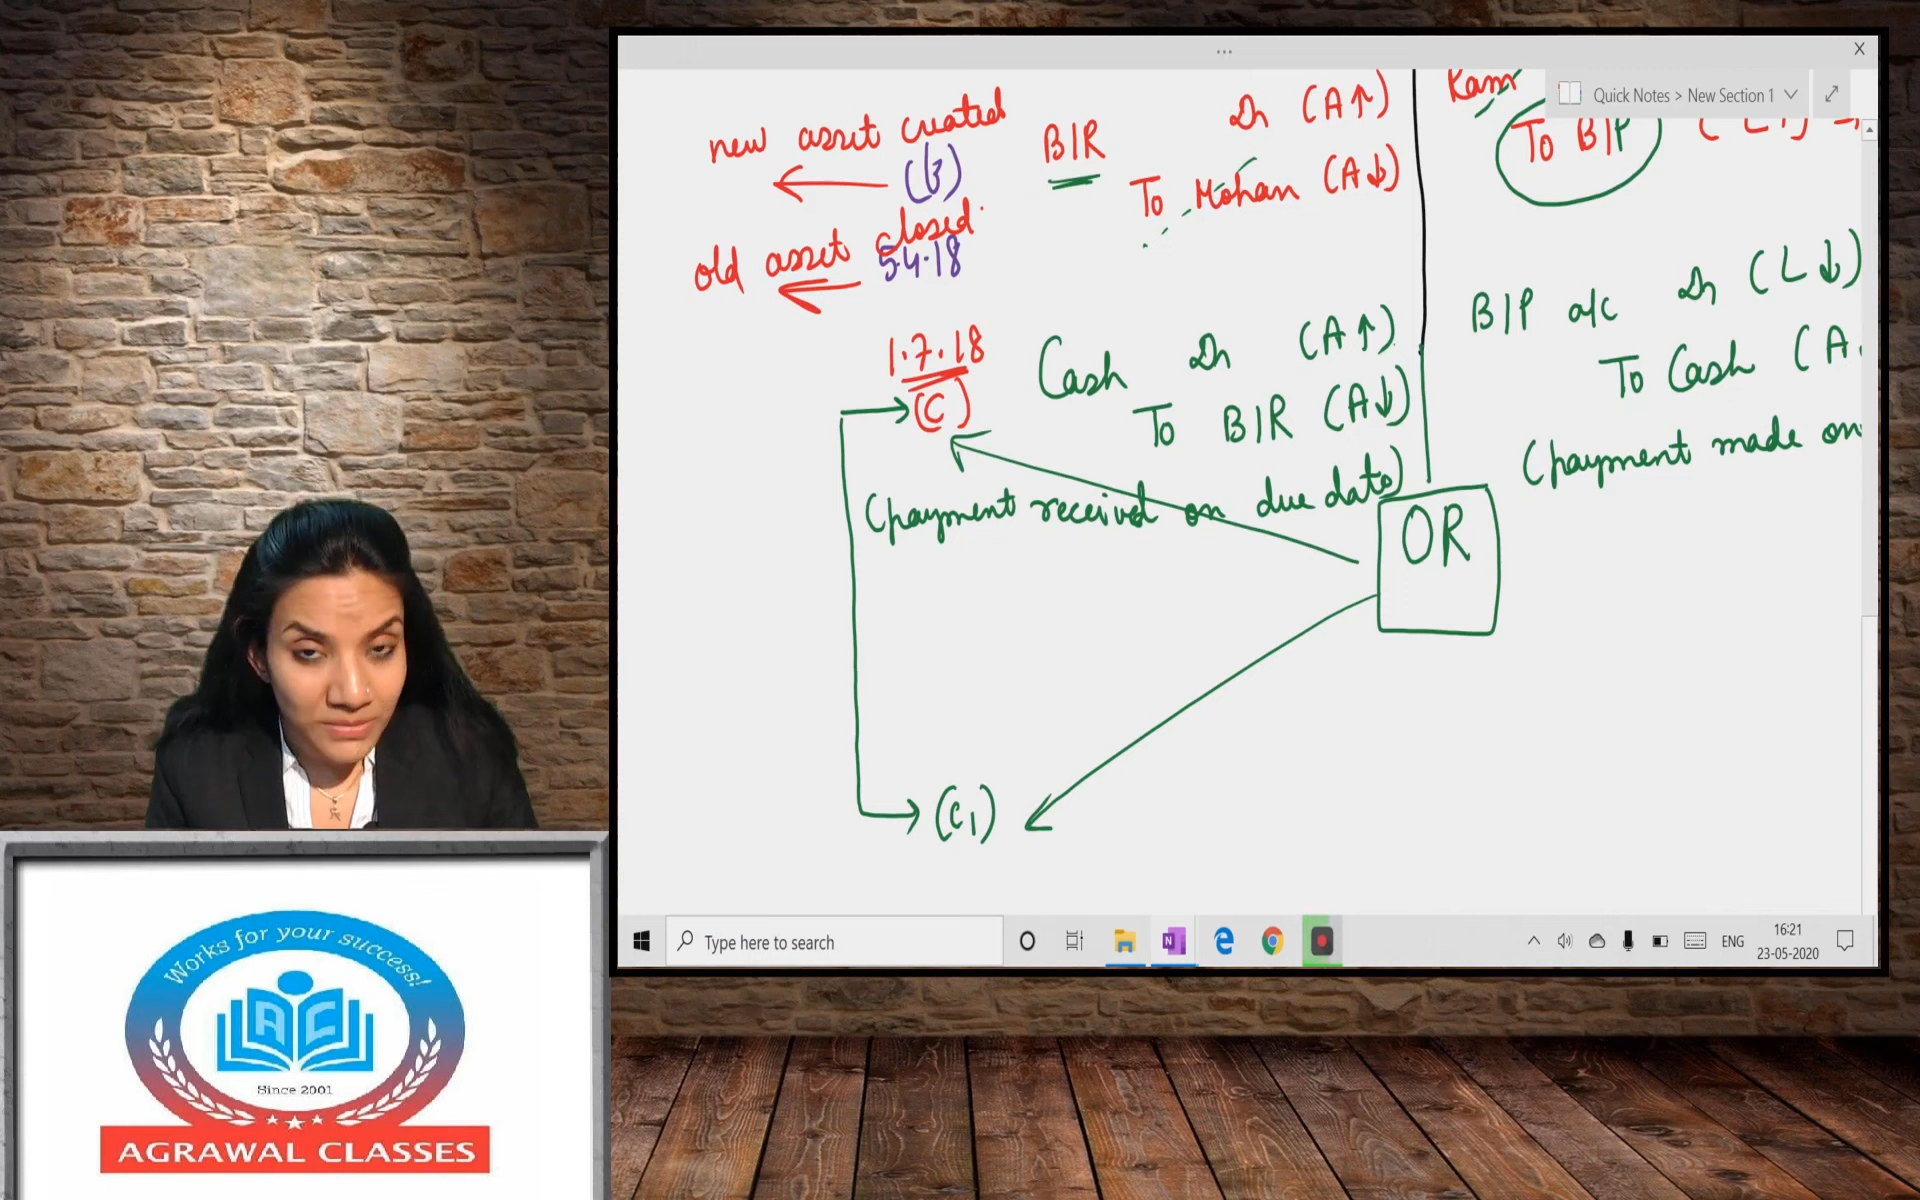 Quick Notes > New Section 1
new asset created
(b)
old asset closed.
5.4.18
B/R Dr (A↑)
To Mohan (A↓)
Ram
To B/P
1.7.18
(C)
Cash Dr (A↑)
To B/R (A↓)
(payment received on due date)
B/P a/c Dr (L↓)
To Cash (A
(payment made on
OR
(C1)
Type here to search
ENG
16:21
23-05-2020
Works for your success!
AC
Since 2001
AGRAWAL CLASSES